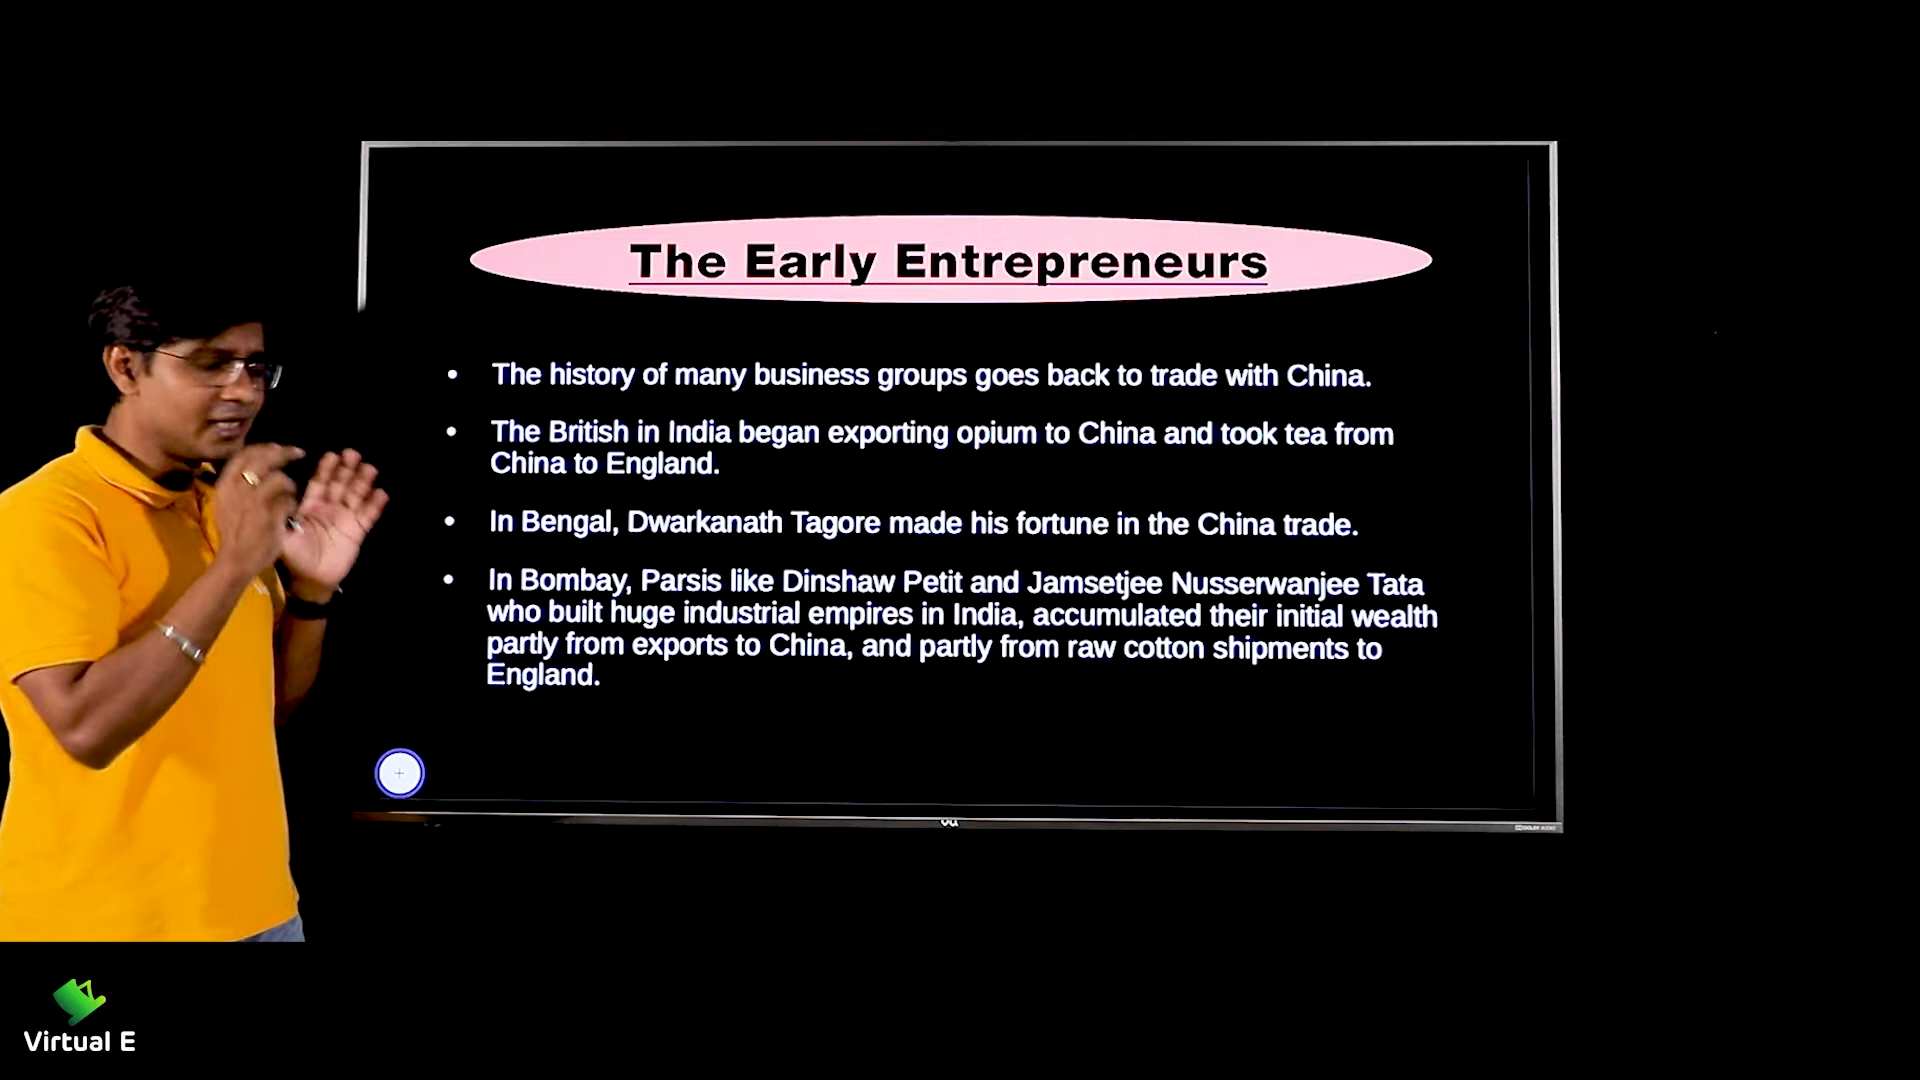 The Early Entrepreneurs
• The history of many business groups goes back to trade with China.
• The British in India began exporting opium to China and took tea from
China to England.
• In Bengal, Dwarkanath Tagore made his fortune in the China trade.
• In Bombay, Parsis like Dinshaw Petit and Jamsetjee Nusserwanjee Tata
who built huge industrial empires in India, accumulated their initial wealth
partly from exports to China, and partly from raw cotton shipments to
England.
Virtual E